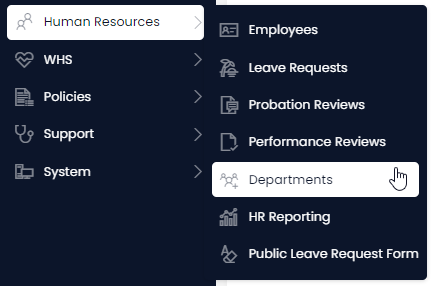 Human Resources
WHS
Policies
Support
System
Employees
Leave Requests
Probation Reviews
Performance Reviews
Departments
HR Reporting
Public Leave Request Form